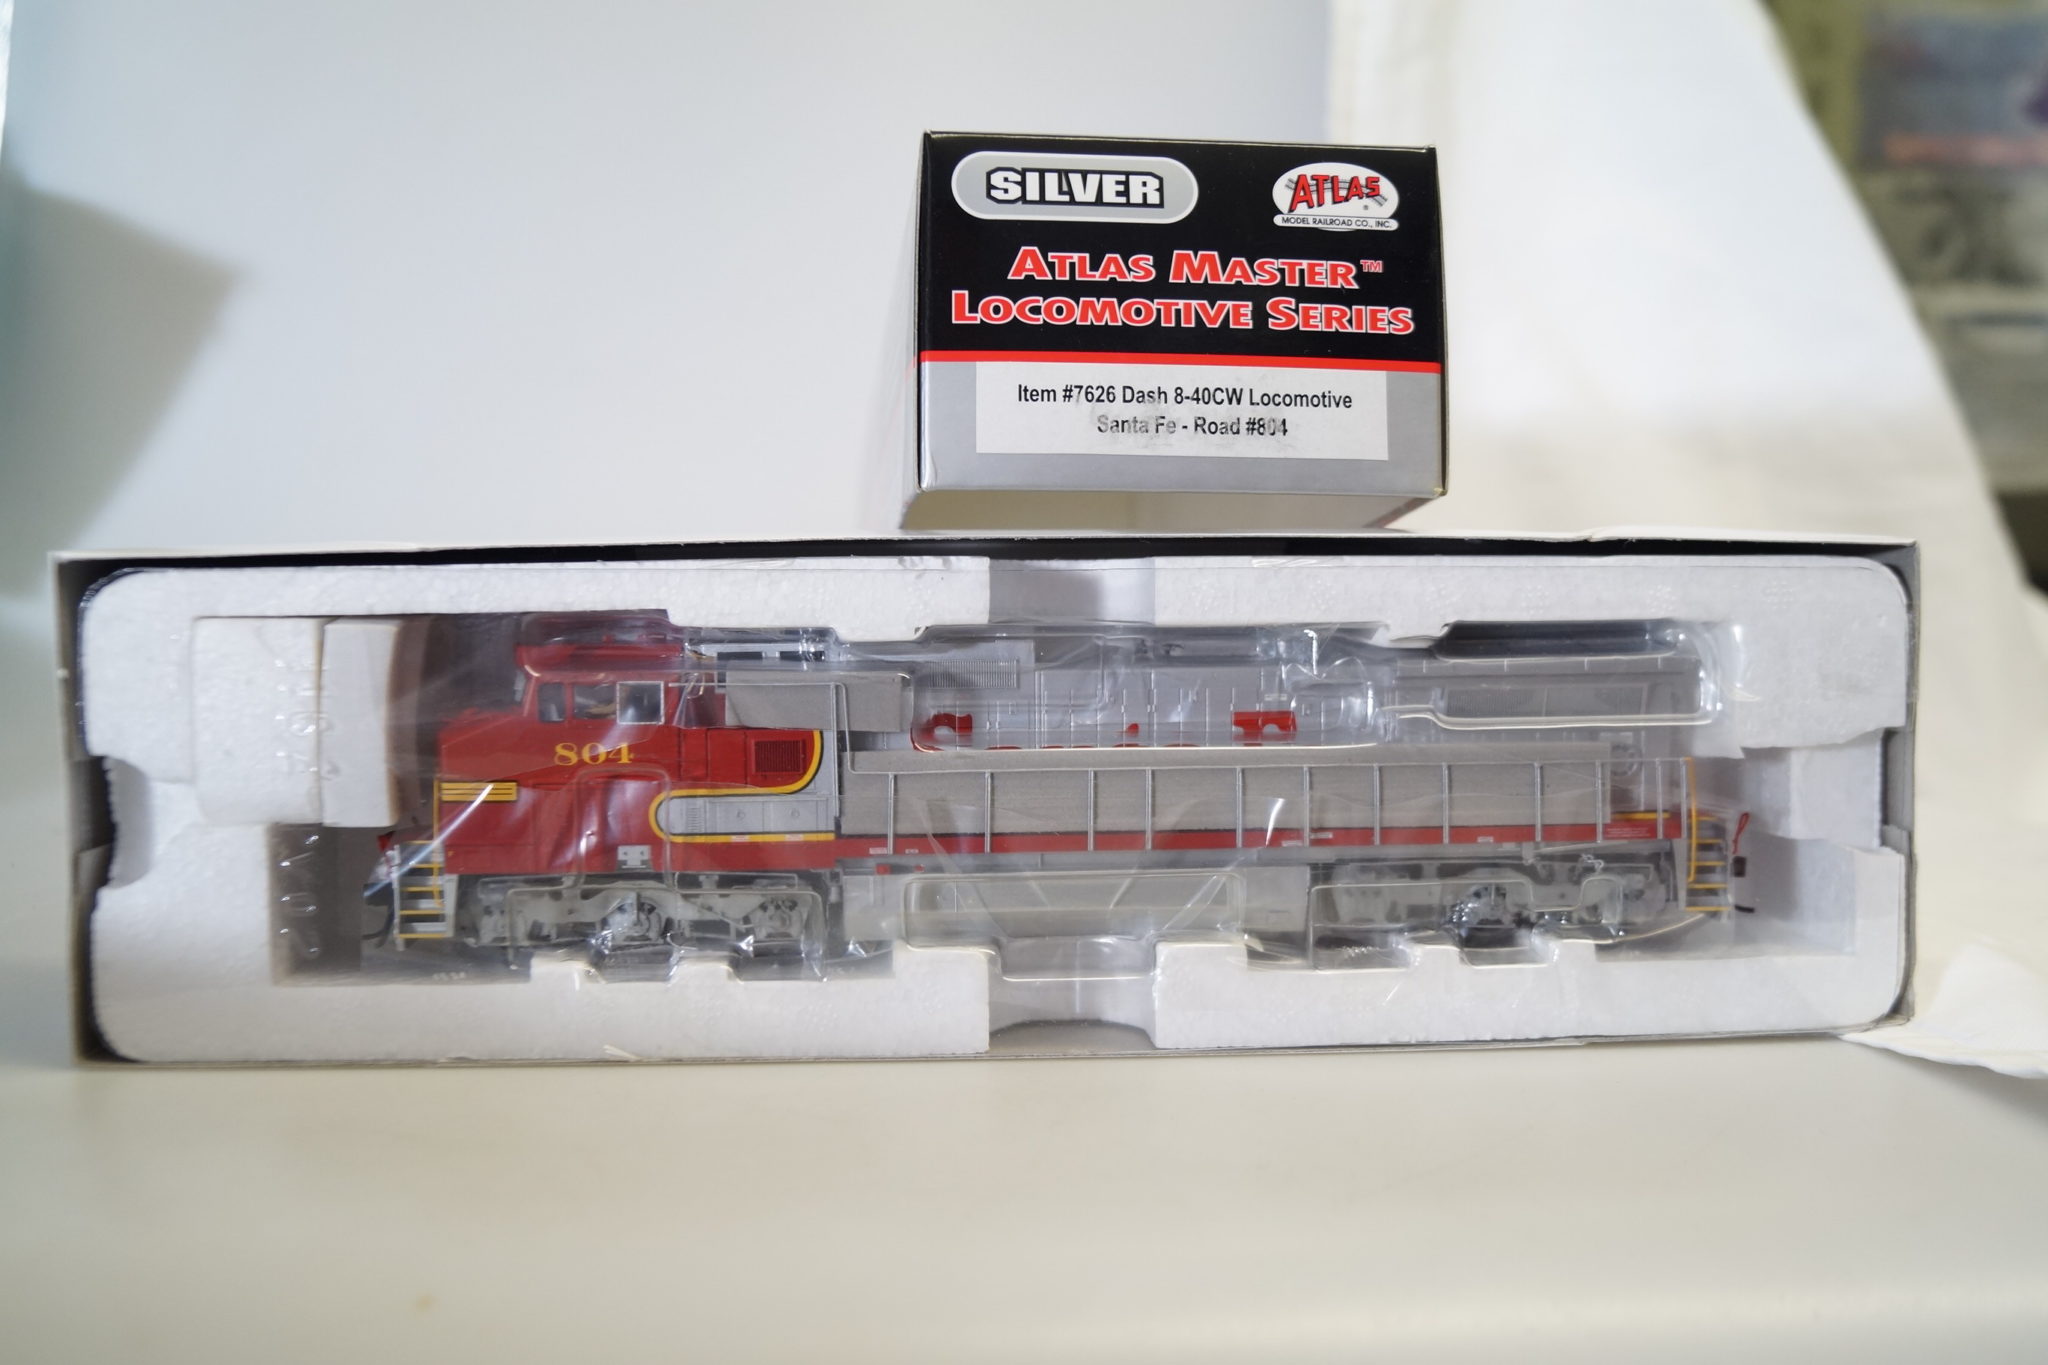 SILVER
ATLAS
®
MODEL RAILROAD CO., INC.
ATLAS MASTER™
LOCOMOTIVE SERIES
Item #7626 Dash 8-40CW Locomotive
Santa Fe - Road #804
804